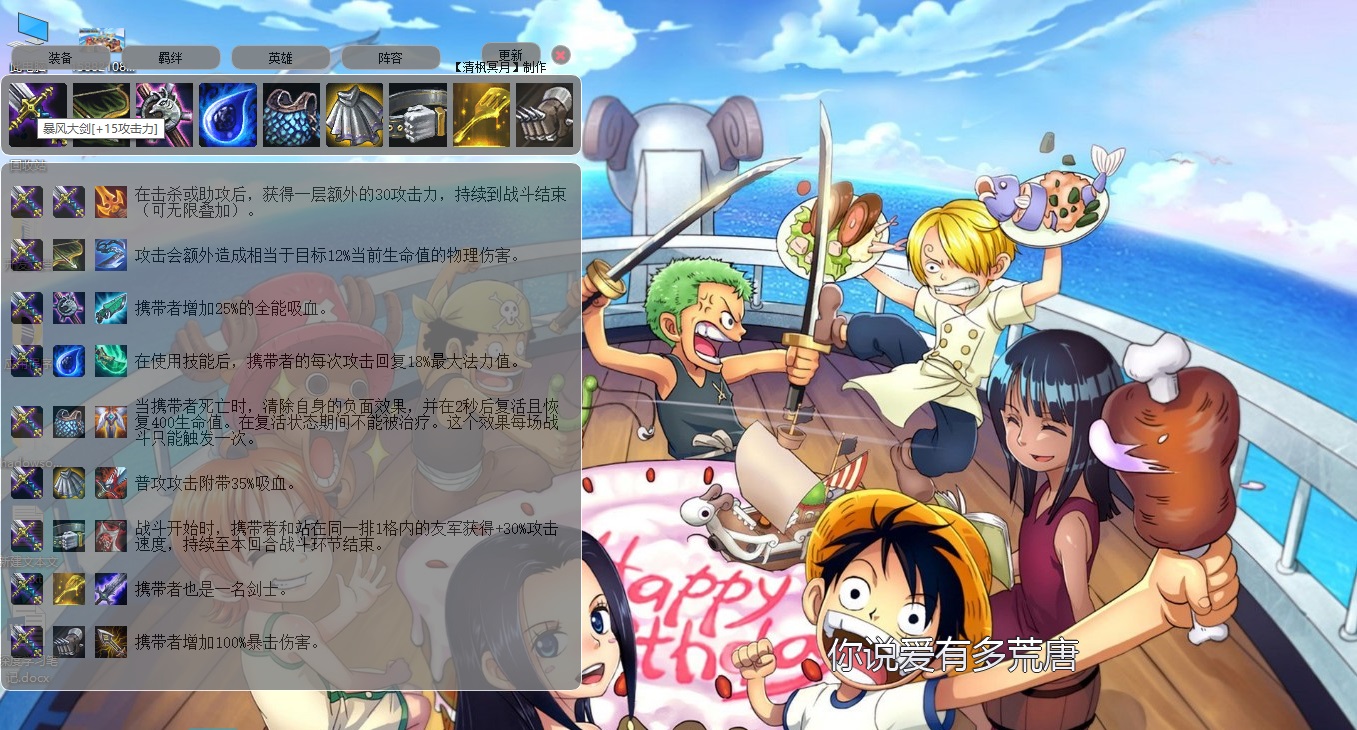 装备
羁绊
英雄
阵容
更新
【清枫冥月】制作
暴风大剑[+15攻击力]
在击杀或助攻后，获得一层额外的30攻击力，持续到战斗结束
（可无限叠加）。
攻击会额外造成相当于目标12%当前生命值的物理伤害。
携带者增加25%的全能吸血。
在使用技能后，携带者的每次攻击回复18%最大法力值。
当携带者死亡时，清除自身的负面效果，并在2秒后复活且恢
复400生命值。在复活状态期间不能被治疗。这个效果每场战
斗只能触发一次。
普攻攻击附带35%吸血。
战斗开始时，携带者和站在同一排1格内的友军获得+30%攻击
速度，持续至本回合战斗环节结束。
携带者也是一名剑士。
携带者增加100%暴击伤害。
记.docx
Happy
你说爱有多荒唐